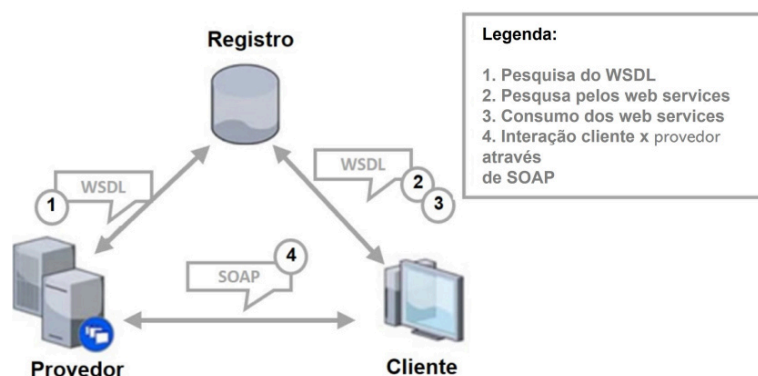 Registro
Legenda:
1. Pesquisa do WSDL
2. Pesqusa pelos web services
3. Consumo dos web services
4. Interação cliente x provedor
através
de SOAP
WSDL
1
WSDL
2
3
SOAP
4
Provedor
Cliente